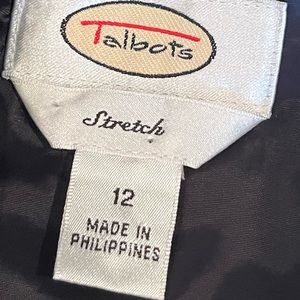 Talbots
Stretch
12
MADE IN
PHILIPPINES